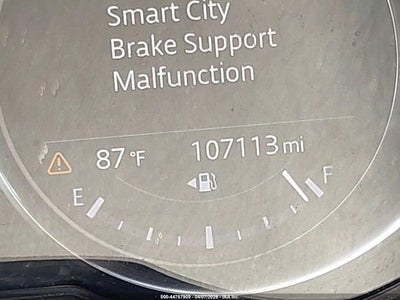 Smart City
Brake Support
Malfunction
87°F
107113 mi
E
F